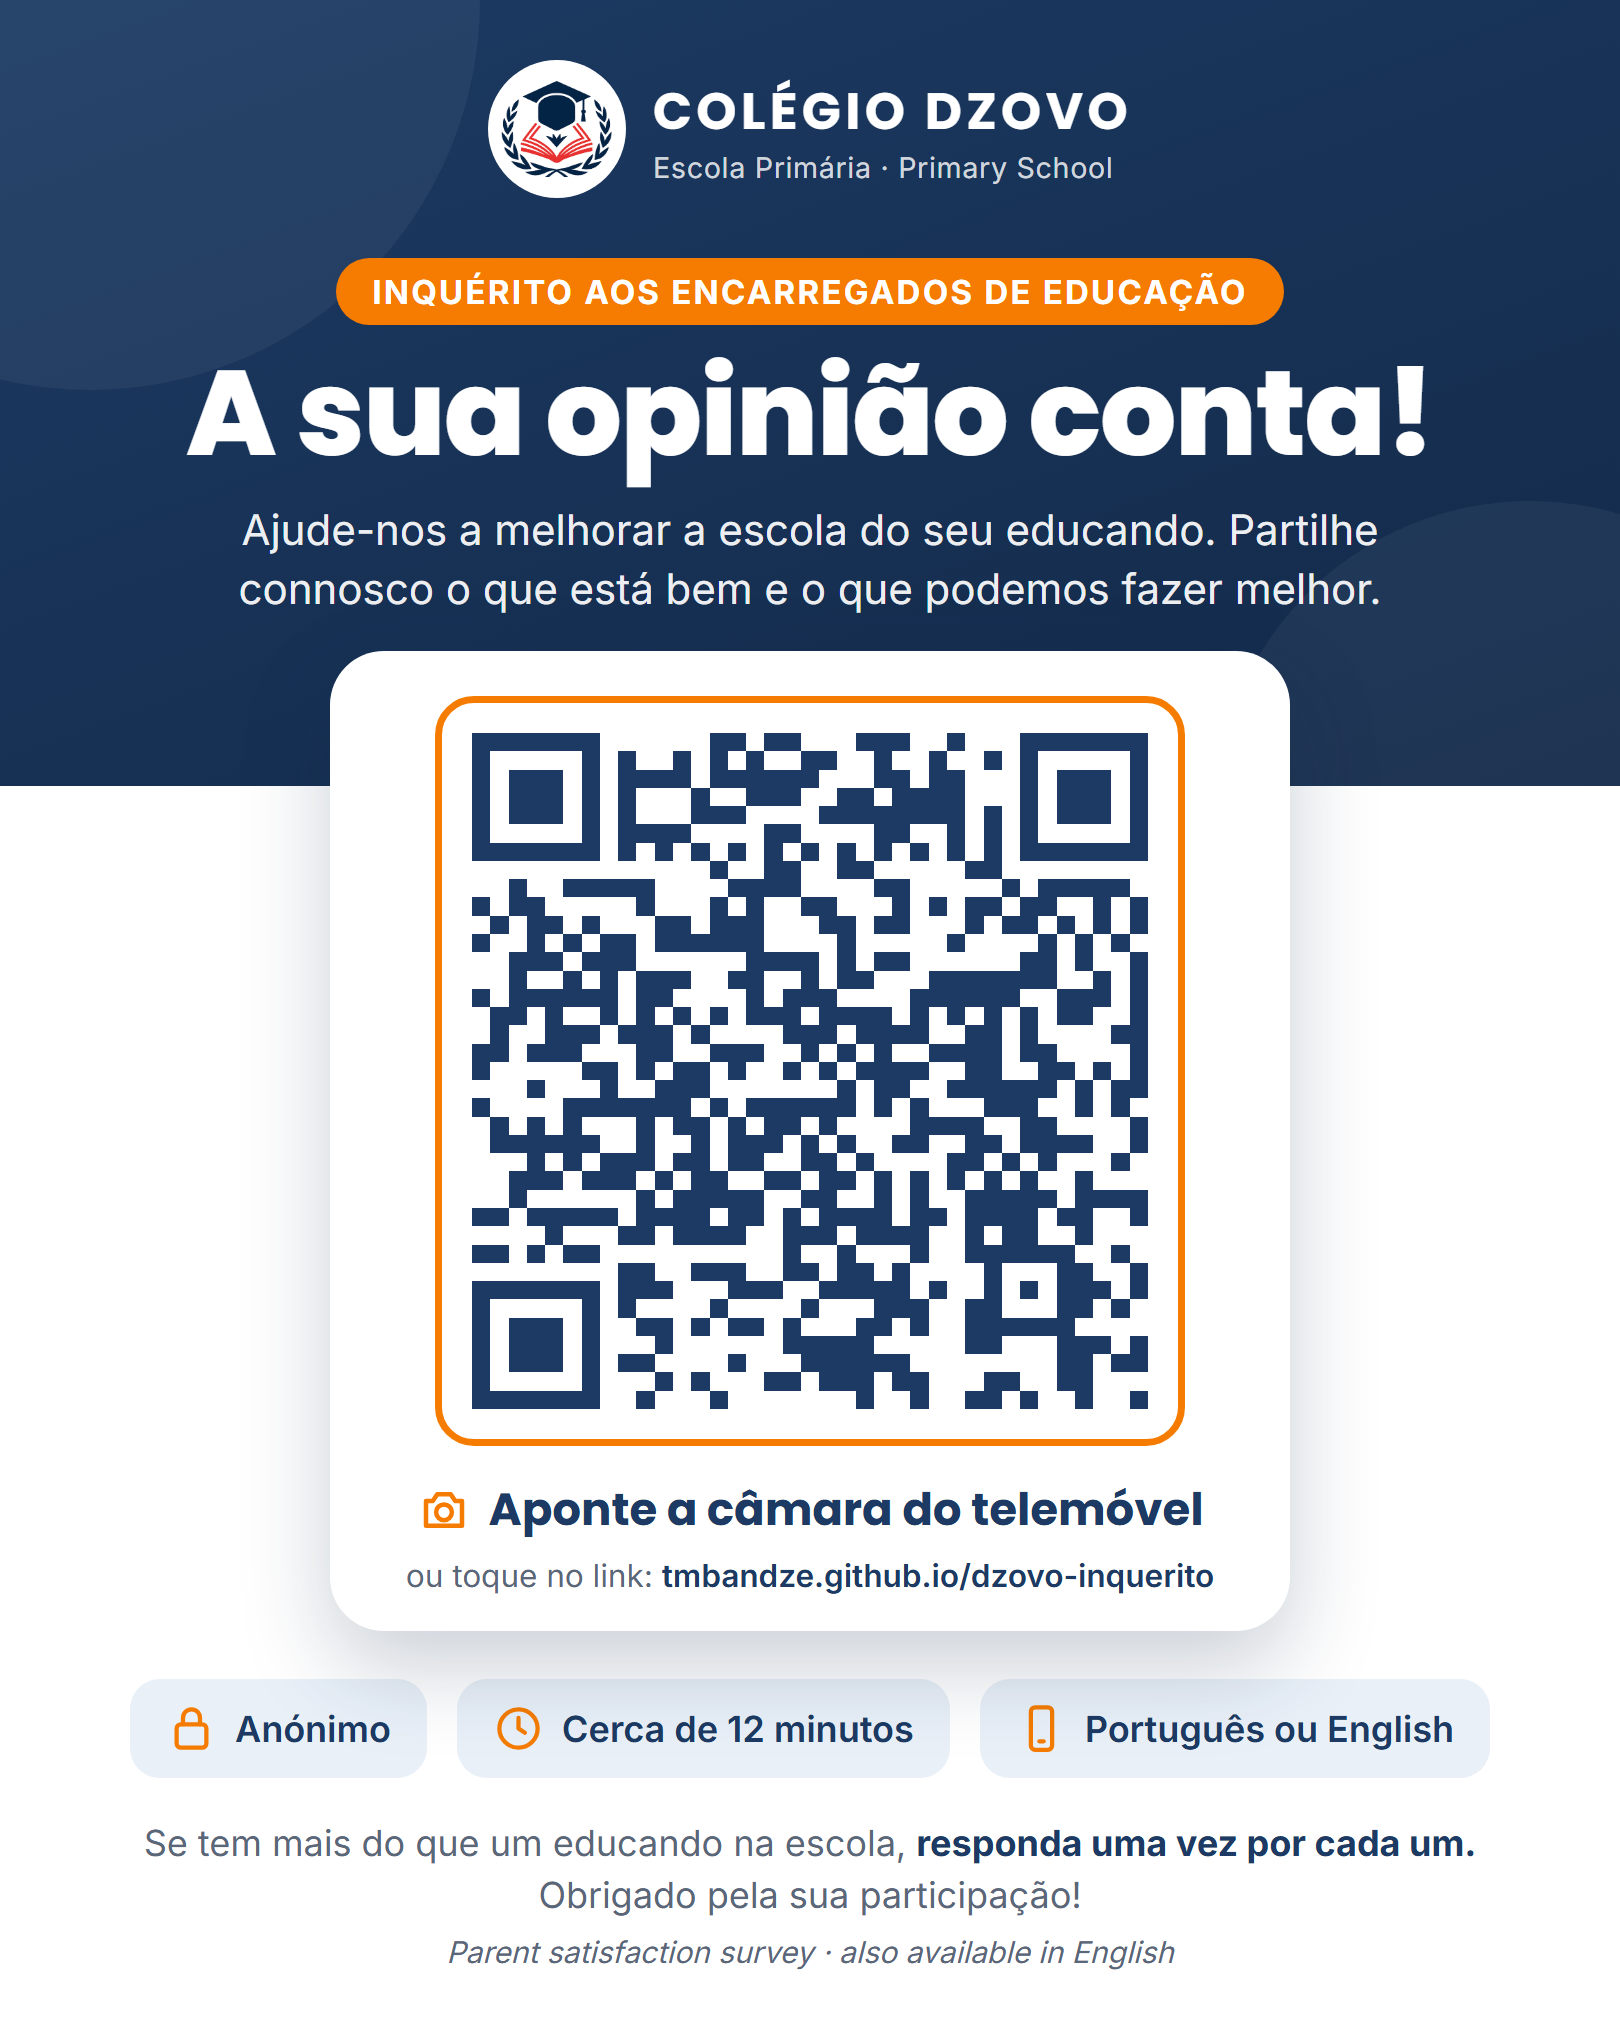 COLÉGIO DZOVO
Escola Primária · Primary School
INQUÉRITO AOS ENCARREGADOS DE EDUCAÇÃO
A sua opinião conta!
Ajude-nos a melhorar a escola do seu educando. Partilhe
connosco o que está bem e o que podemos fazer melhor.
Aponte a câmara do telemóvel
ou toque no link: tmbandze.github.io/dzovo-inquerito
Anónimo
Cerca de 12 minutos
Português ou English
Se tem mais do que um educando na escola, responda uma vez por cada um.
Obrigado pela sua participação!
Parent satisfaction survey · also available in English